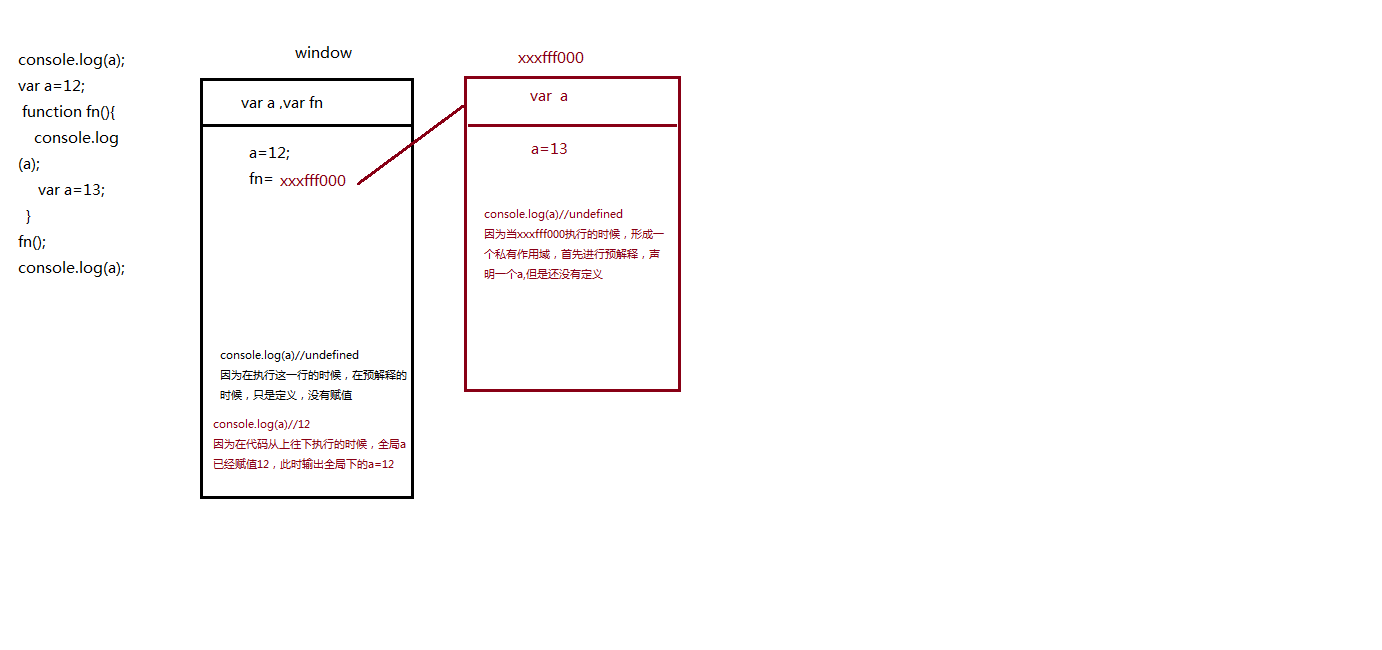 console.log(a);
var a=12;
function fn(){
console.log
(a);
var a=13;
}
fn();
console.log(a);
window
var a ,var fn
a=12;
fn= xxxfff000
console.log(a)//undefined
因为在执行这一行的时候，在预解释的
时候，只是定义，没有赋值
console.log(a)//12
因为在代码从上往下执行的时候，全局a
已经赋值12，此时输出全局下的a=12
xxxfff000
var a
a=13
console.log(a)//undefined
因为当xxxfff000执行的时候，形成一
个私有作用域，首先进行预解释，声
明一个a,但是还没有定义